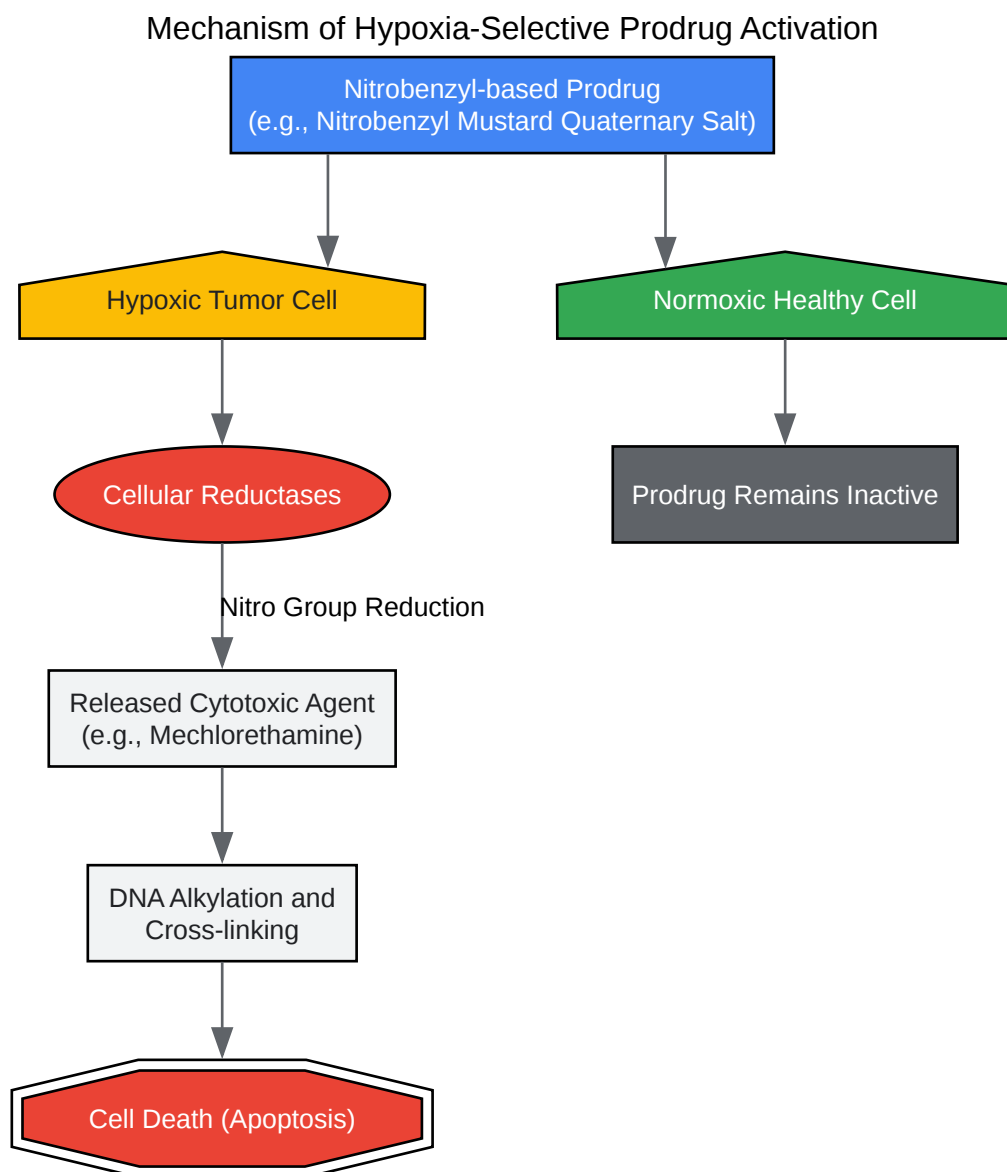 Mechanism of Hypoxia-Selective Prodrug Activation
Nitrobenzyl-based Prodrug
(e.g., Nitrobenzyl Mustard Quaternary Salt)
Hypoxic Tumor Cell
Normoxic Healthy Cell
Cellular Reductases
Prodrug Remains Inactive
Nitro Group Reduction
Released Cytotoxic Agent
(e.g., Mechlorethamine)
DNA Alkylation and
Cross-linking
Cell Death (Apoptosis)